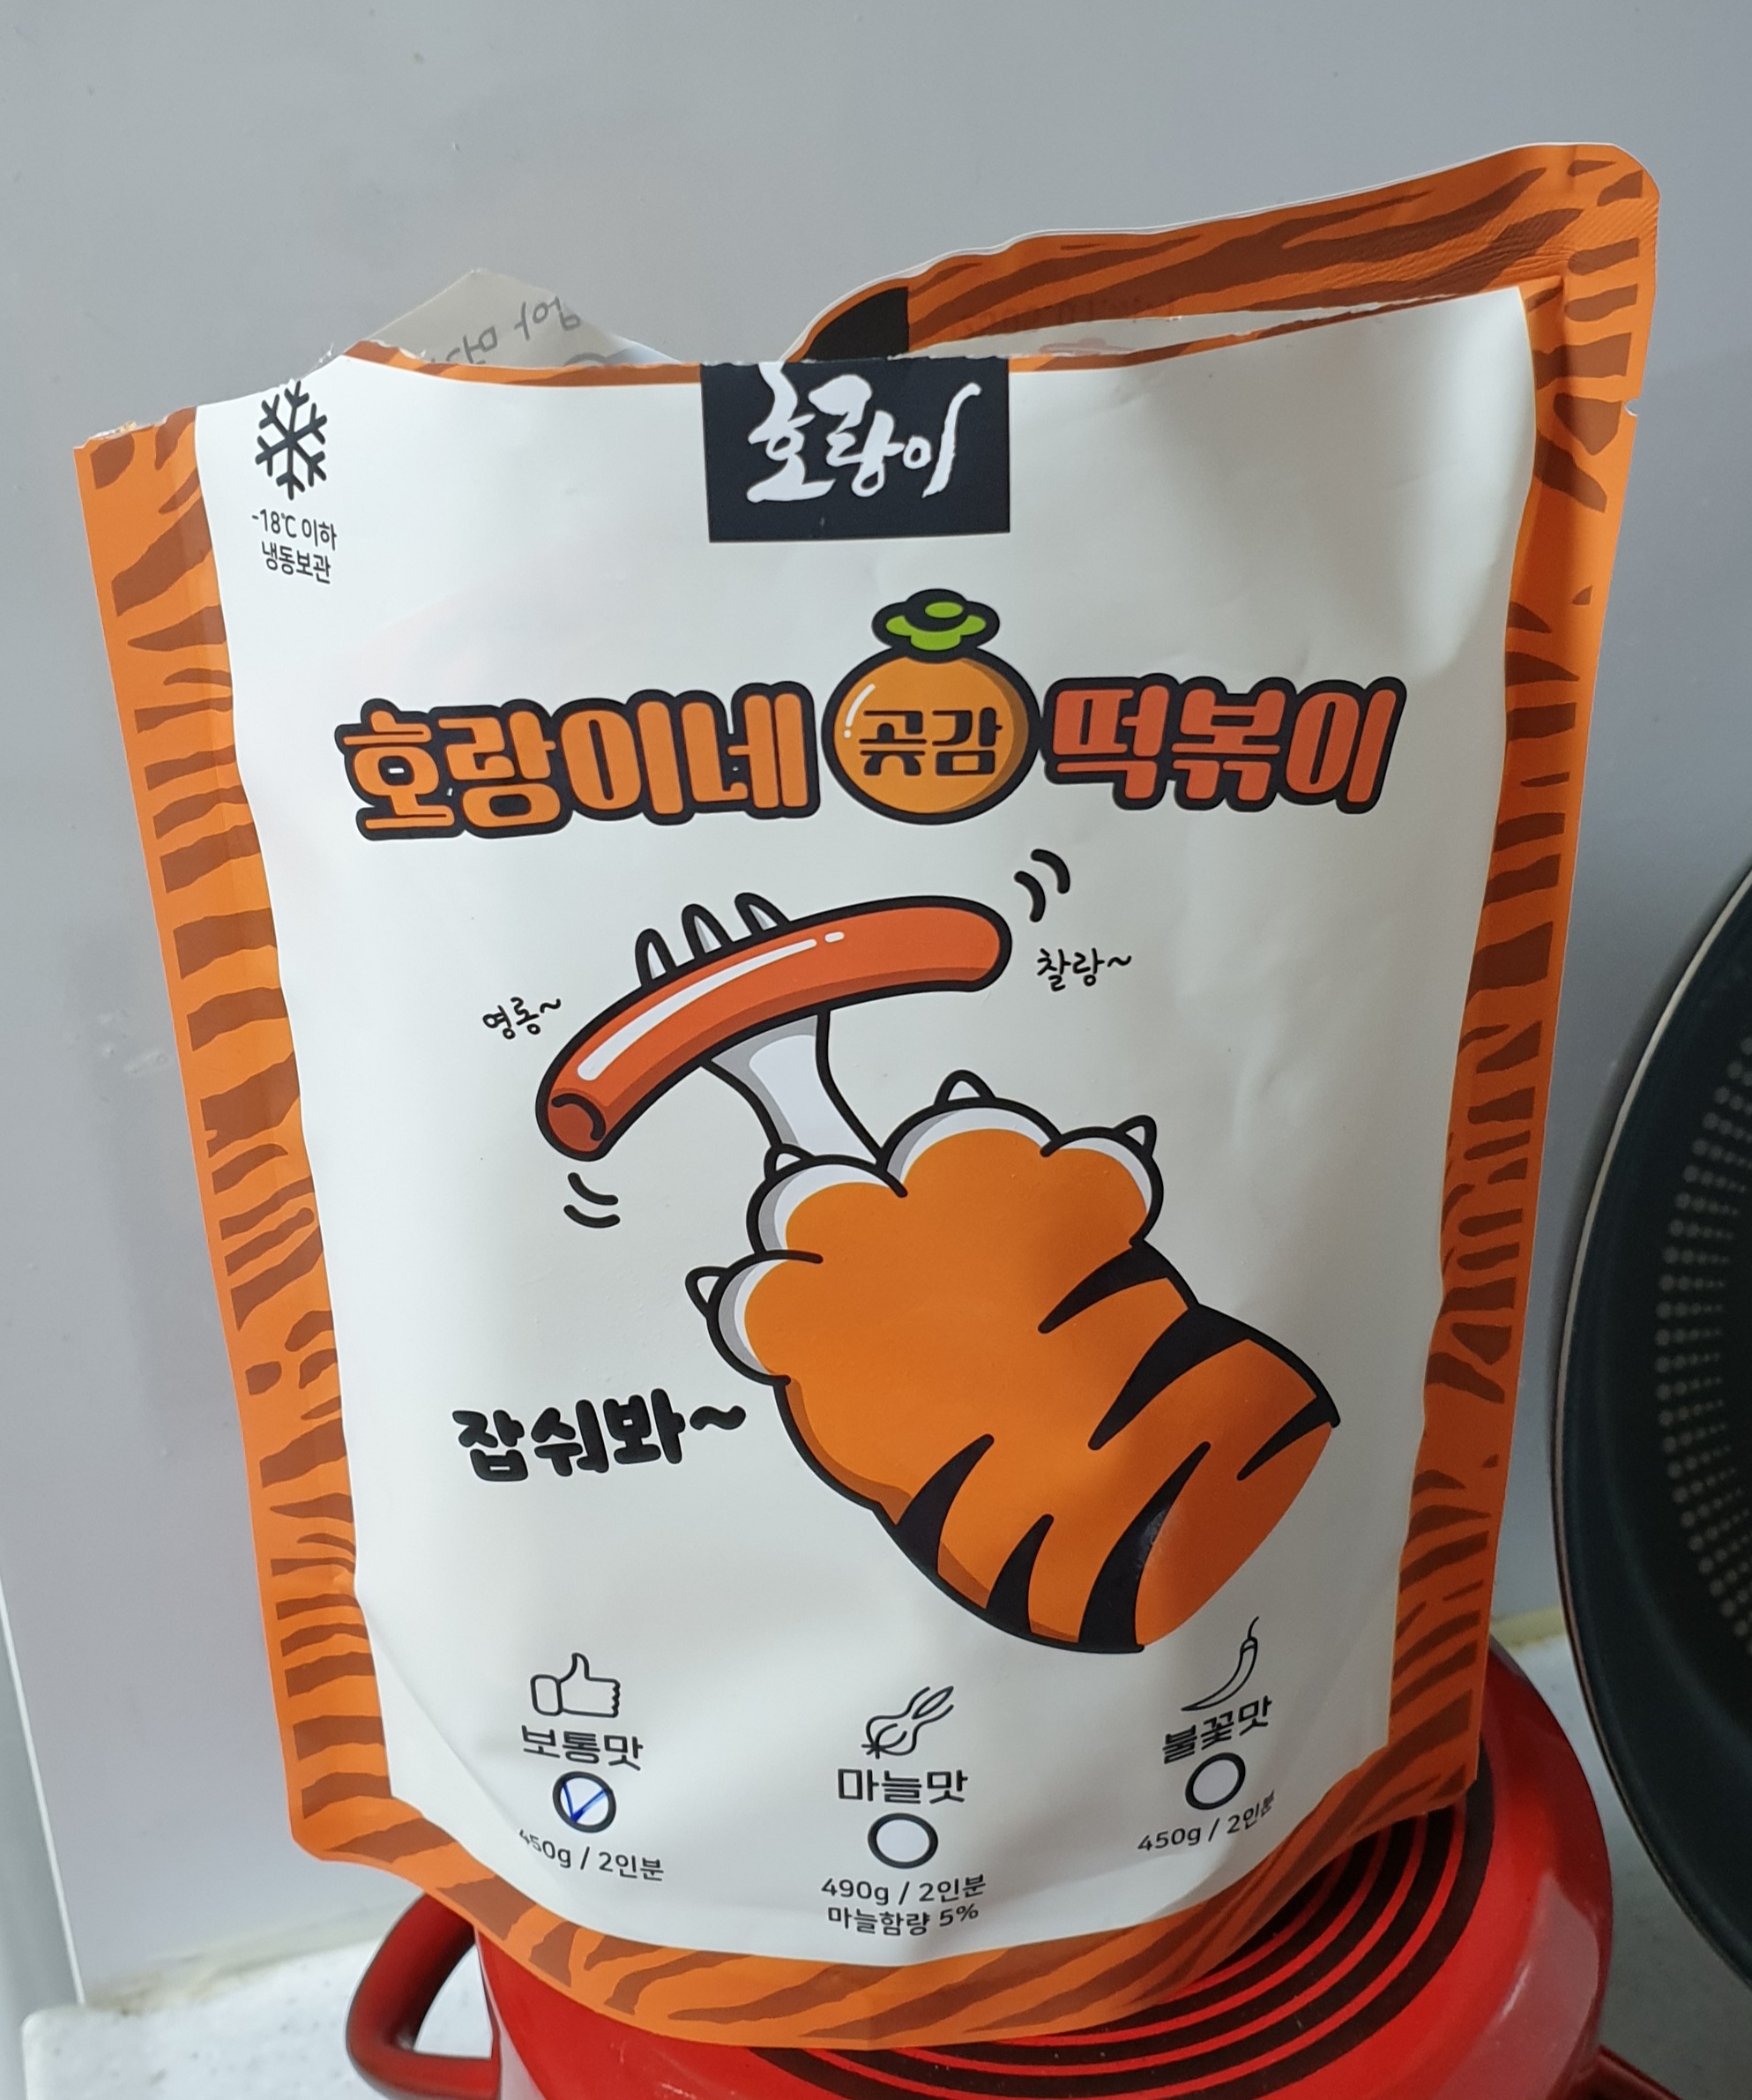 호랑이
-18℃ 이하
냉동보관
호랑이네 곶감 떡볶이
찰랑~
영롱~
잡숴봐~
보통맛
450g / 2인분
마늘맛
490g / 2인분
마늘함량 5%
불꽃맛
450g / 2인분